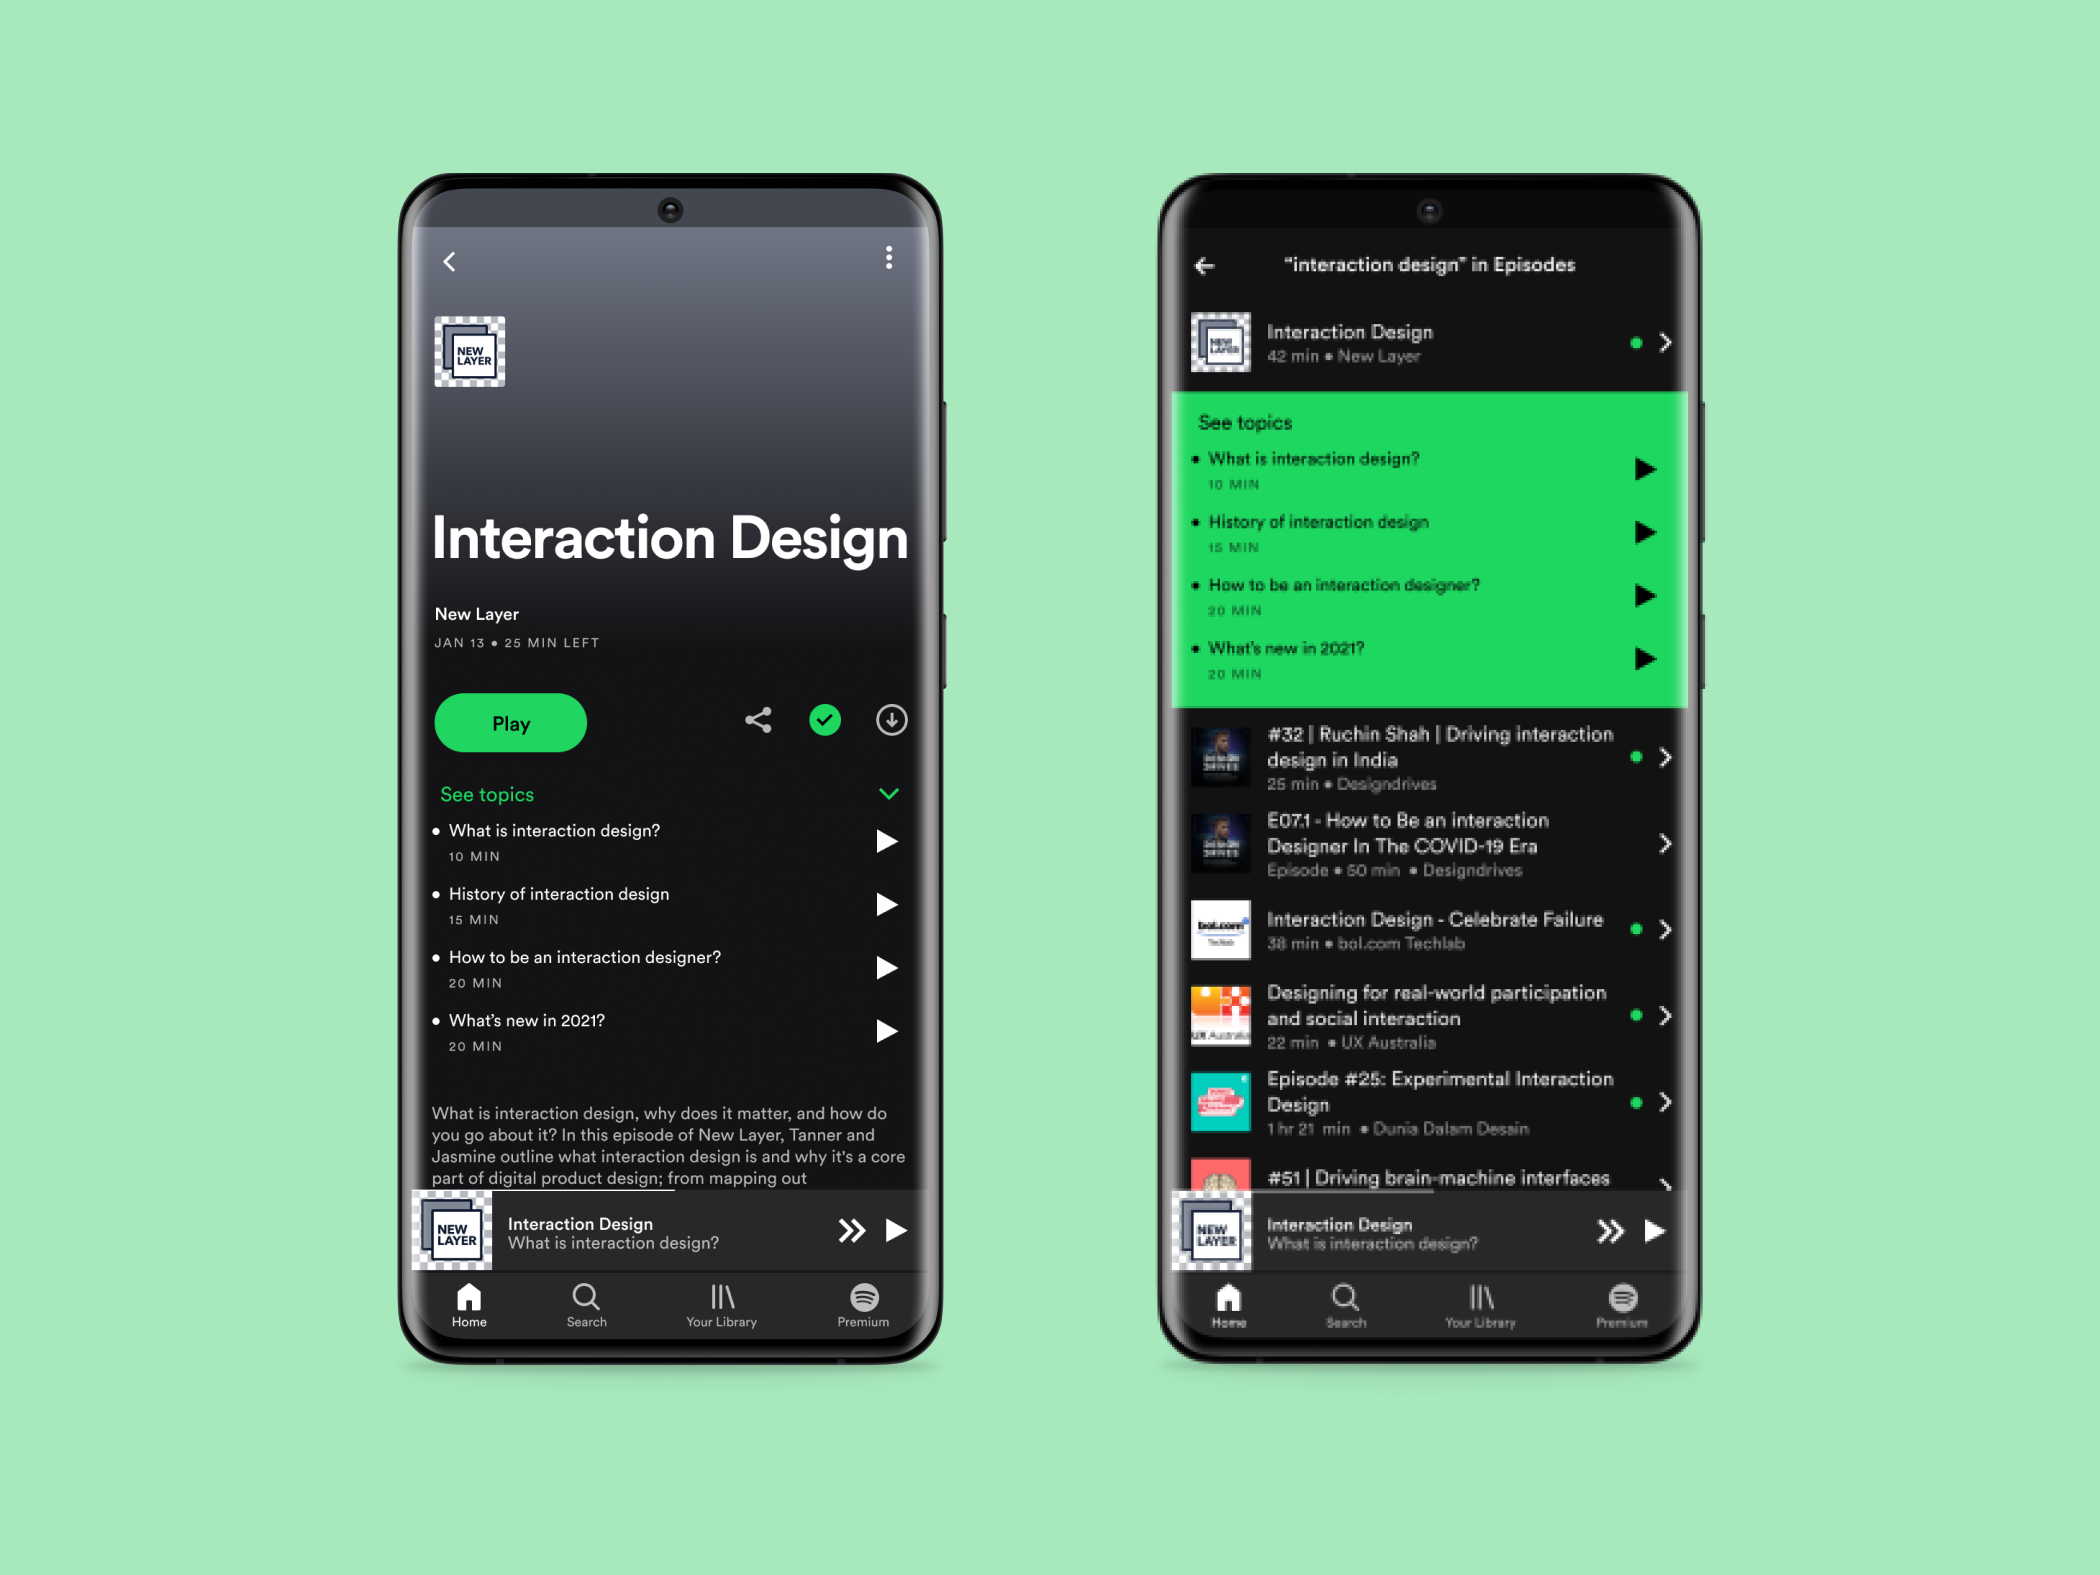 NEW
LAYER
Interaction Design
New Layer
JAN 13 • 25 MIN LEFT
Play
See topics
• What is interaction design?
10 MIN
• History of interaction design
15 MIN
• How to be an interaction designer?
20 MIN
• What's new in 2021?
20 MIN
What is interaction design, why does it matter, and how do
you go about it? In this episode of New Layer, Tanner and
Jasmine outline what interaction design is and why it's a core
part of digital product design; from mapping out
NEW
LAYER
Interaction Design
What is interaction design?
Home
Search
Your Library
Premium
"interaction design" in Episodes
NEW
LAYER
Interaction Design
42 min • New Layer
See topics
• What is interaction design?
10 MIN
• History of interaction design
15 MIN
• How to be an interaction designer?
20 MIN
• What's new in 2021?
20 MIN
#32 | Ruchin Shah | Driving interaction
design in India
25 min • Designdrives
E07.1 - How to Be an interaction
Designer In The COVID-19 Era
Episode • 50 min • Designdrives
bol.com
Techlab
Interaction Design - Celebrate Failure
38 min • bol.com Techlab
UX Australia
Designing for real-world participation
and social interaction
22 min • UX Australia
Episode #25: Experimental Interaction
Design
1 hr 21 min • Dunia Dalam Desain
#51 | Driving brain-machine interfaces
NEW
LAYER
Interaction Design
What is interaction design?
Home
Search
Your Library
Premium